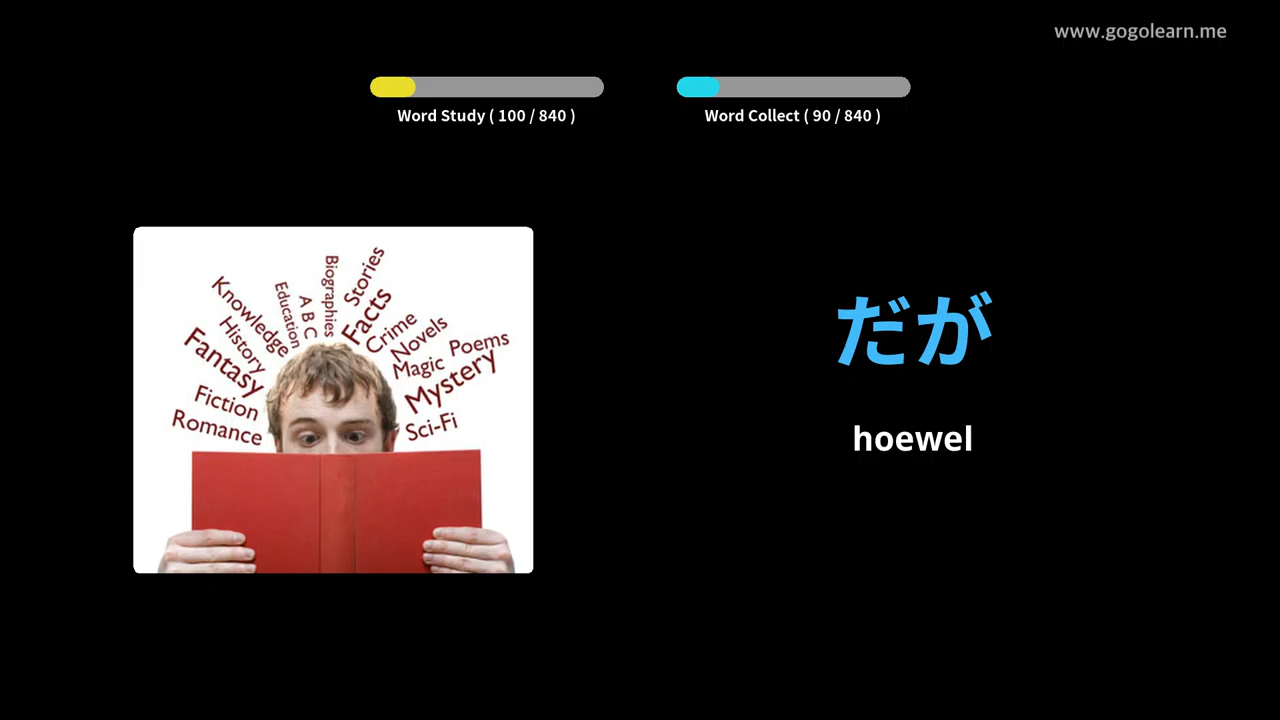 www.gogolearn.me
Word Study ( 100 / 840 )
Word Collect ( 90 / 840 )
Knowledge
Education
A B C
Biographies
Stories
Facts
History
Crime
Novels
Poems
Fantasy
Magic
Mystery
Fiction
Romance
Sci-Fi
だが
hoewel